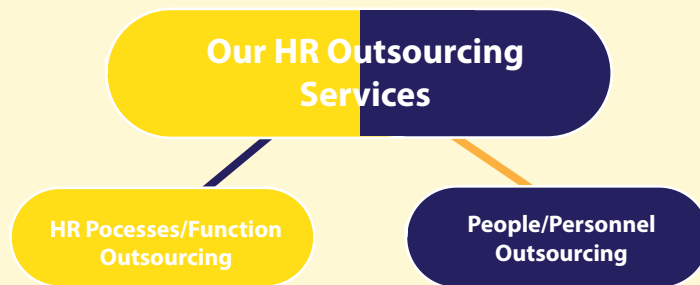 Our HR Outsourcing
Services
HR Pocesses/Function
Outsourcing
People/Personnel
Outsourcing